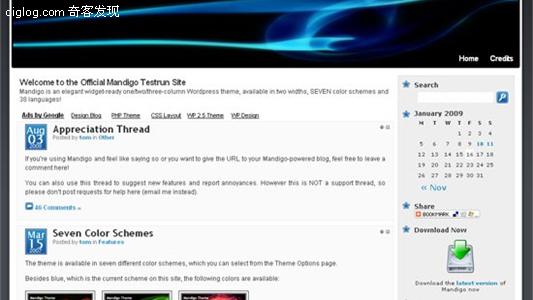 diglog.com 奇客发现
Home Credits
Welcome to the Official Mandigo Testrun Site
Mandigo is an elegant widget-ready one/two/three-column Wordpress theme, available in two widths, SEVEN color schemes and
38 languages!
Ads by Google Design Blog PHP Theme CSS Layout WP 2.5 Theme WP Design
Aug
03
Appreciation Thread
Posted by tom in Other
If you're using Mandigo and feel like saying so or you want to give the URL to your Mandigo-powered blog, feel free to leave a
comment here!
You can also use this thread to suggest new features and report annoyances. However this is NOT a support thread, so
please don't post requests for help here (email me instead).
46 Comments »
Mar
15
2007
Seven Color Schemes
Posted by tom in Features
The theme is available in seven different color schemes, which you can select from the Theme Options page.
Besides blue, which is the current scheme on this site, the following colors are available:
Mandigo Theme Mandigo Theme Mandigo Theme
Search
January 2009
M T W T F S S
1 2 3 4
5 6 7 8 9 10 11
12 13 14 15 16 17 18
19 20 21 22 23 24 25
26 27 28 29 30 31
« Nov
Share
BOOKMARK
Download Now
Download the latest version of
Mandigo now